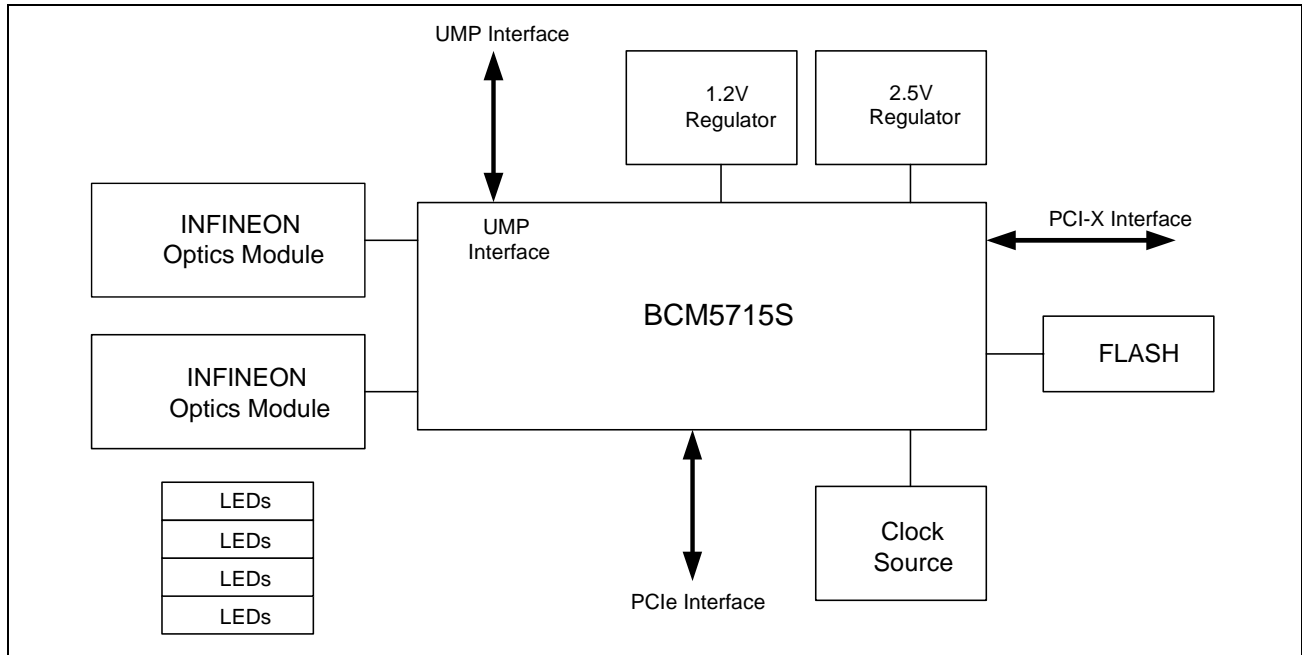 UMP Interface
1.2V
Regulator
2.5V
Regulator
INFINEON
Optics Module
UMP
Interface
PCI-X Interface
BCM5715S
FLASH
INFINEON
Optics Module
LEDs
LEDs
LEDs
LEDs
Clock
Source
PCIe Interface